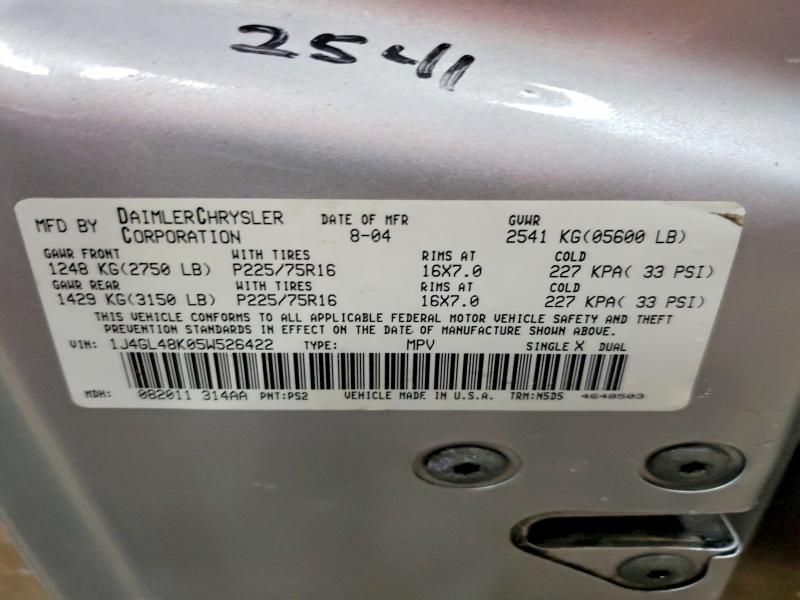 25-11
MFD BY DAIMLERCHRYSLER CORPORATION DATE OF MFR 8-04 GVWR 2541 KG(05600 LB)
GAWR FRONT WITH TIRES RIMS AT COLD
1248 KG(2750 LB) P225/75R16 16X7.0 227 KPA( 33 PSI)
GAWR REAR WITH TIRES RIMS AT COLD
1429 KG(3150 LB) P225/75R16 16X7.0 227 KPA( 33 PSI)
THIS VEHICLE CONFORMS TO ALL APPLICABLE FEDERAL MOTOR VEHICLE SAFETY AND THEFT
PREVENTION STANDARDS IN EFFECT ON THE DATE OF MANUFACTURE SHOWN ABOVE.
VIN: 1J4GL48K05W526422 TYPE: MPV SINGLE X DUAL
MDH: 082011 314AA PNT:PS2 VEHICLE MADE IN U.S.A. TRM:N5DS 4648503